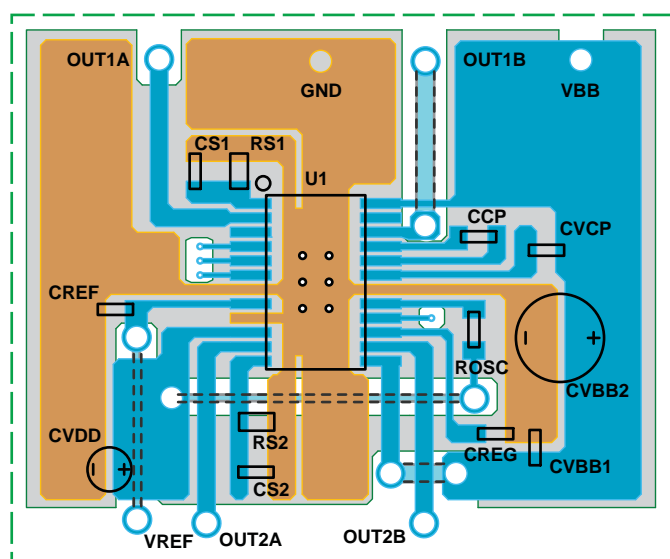 OUT1A
OUT1B
GND
VBB
CS1 RS1
U1
CCP
CVCP
CREF
ROSC
- +
CVBB2
RS2
CVDD
- +
CREG
CVBB1
CS2
VREF
OUT2A
OUT2B